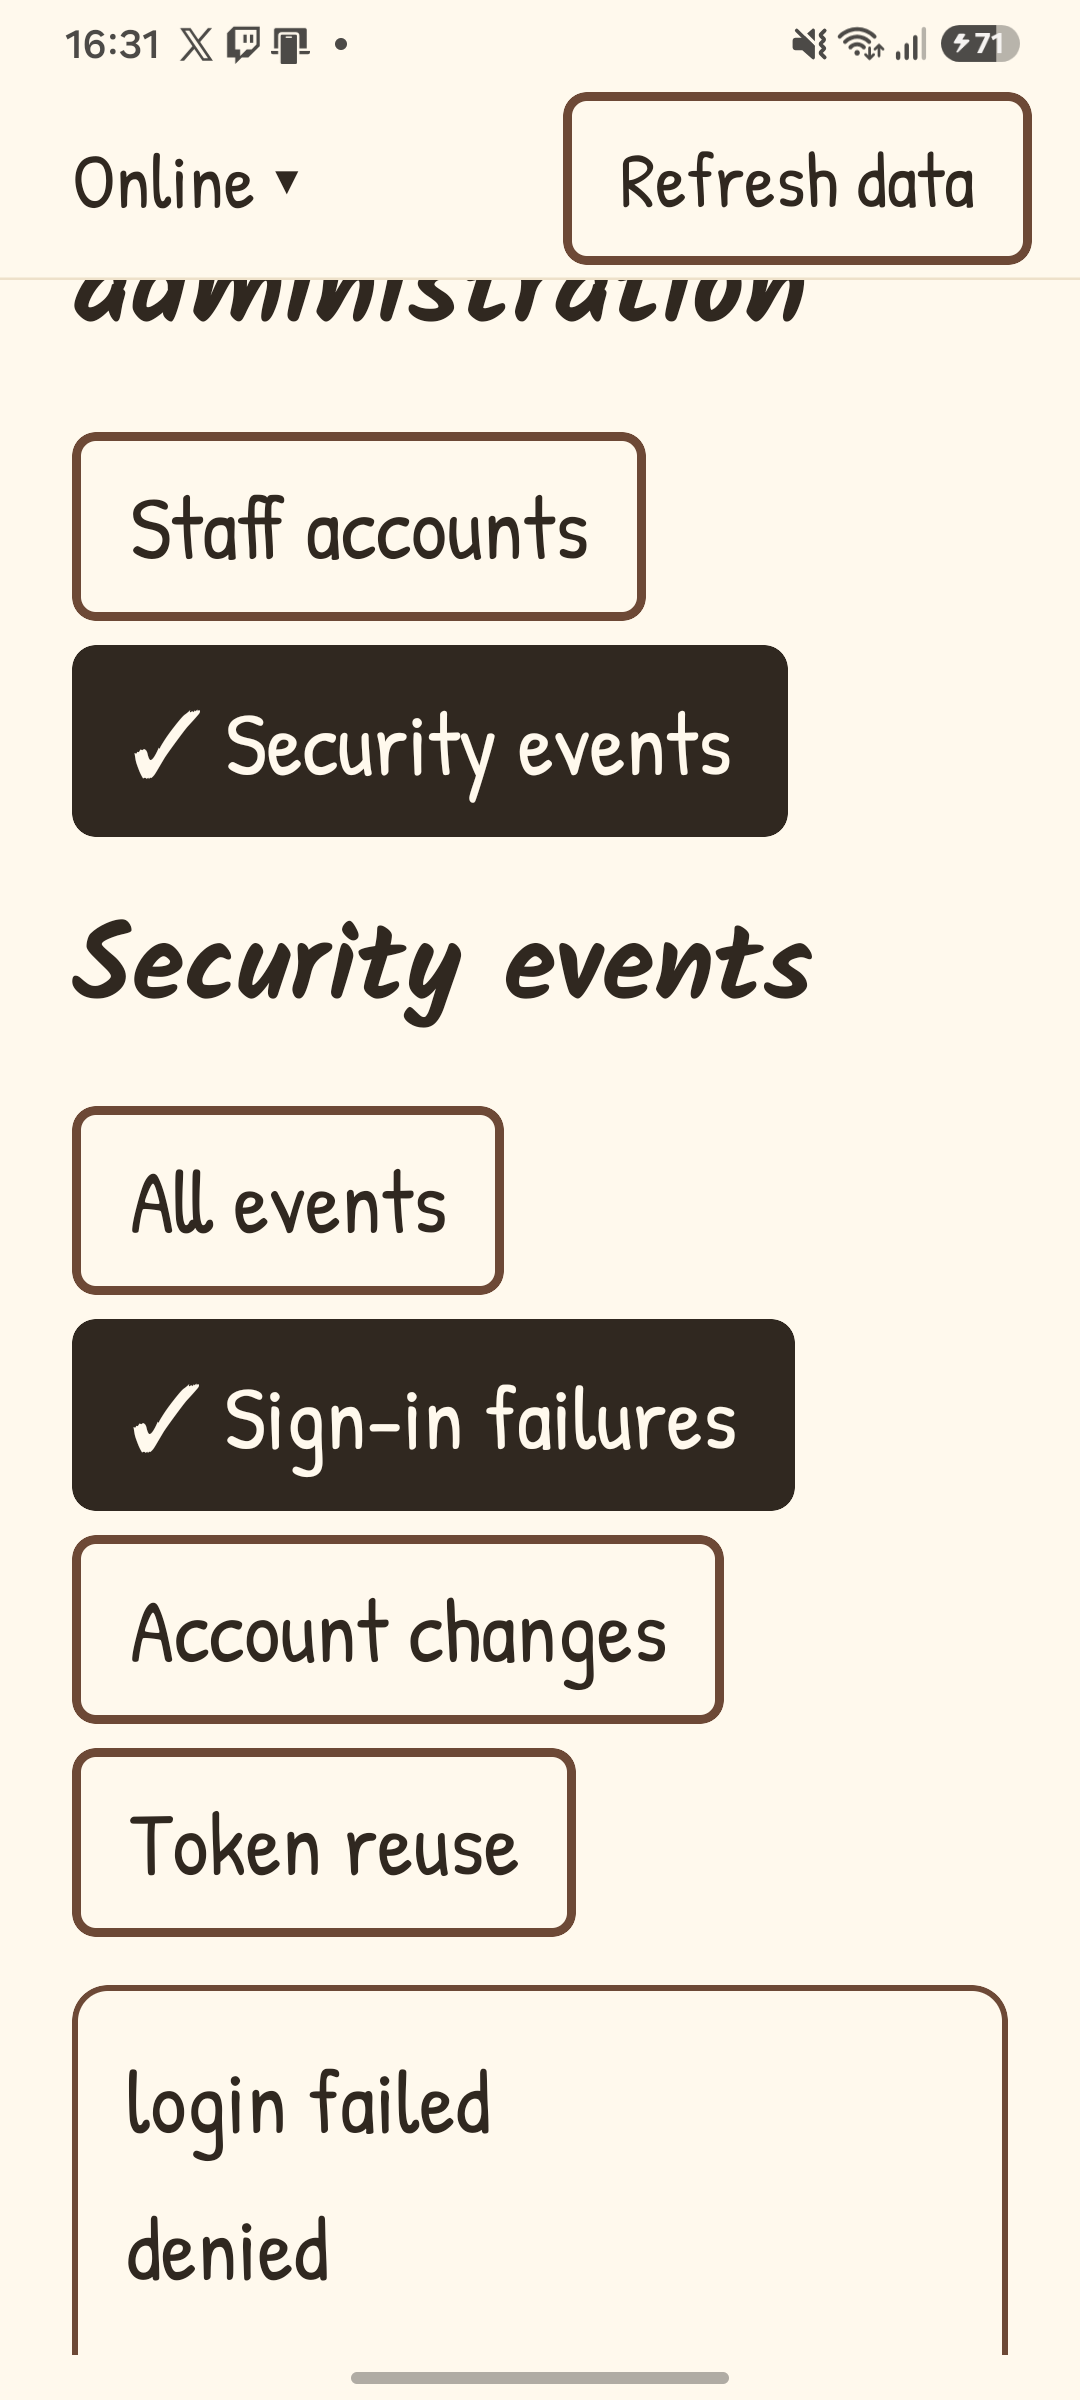 16:31
71
Online ▼
Refresh data
administration
Staff accounts
✓ Security events
Security events
All events
✓ Sign-in failures
Account changes
Token reuse
login failed
denied